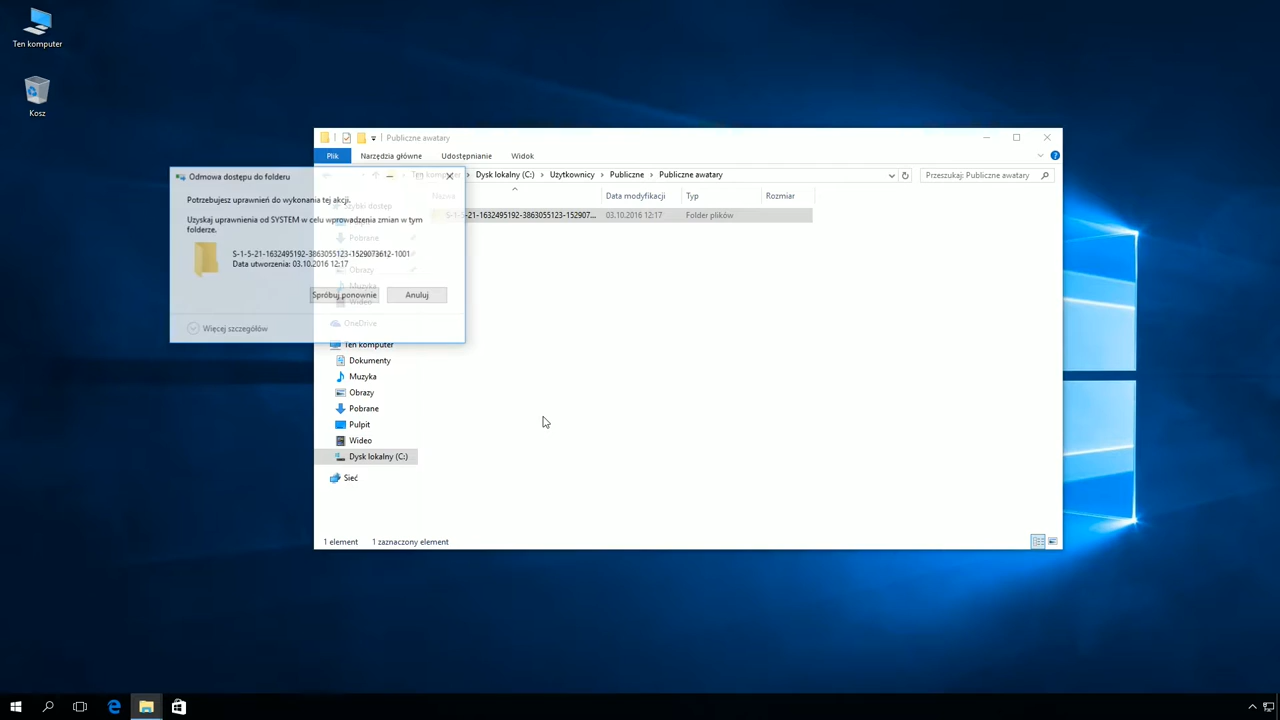 Ten komputer
Kosz
Publiczne awatary
Plik
Narzędzia główne
Udostępnianie
Widok
Ten komputer
Dysk lokalny (C:)
Użytkownicy
Publiczne
Publiczne awatary
Przeszukaj: Publiczne awatary
Nazwa
Data modyfikacji
Typ
Rozmiar
S-1-5-21-1632495192-3863055123-152907...
03.10.2016 12:17
Folder plików
Odmowa dostępu do folderu
Potrzebujesz uprawnień do wykonania tej akcji.
Uzyskaj uprawnienia od SYSTEM w celu wprowadzenia zmian w tym
folderze.
S-1-5-21-1632495192-3863055123-1529073612-1001
Data utworzenia: 03.10.2016 12:17
Spróbuj ponownie
Anuluj
Więcej szczegółów
Szybki dostęp
Pulpit
Pobrane
Obrazy
Muzyka
Wideo
OneDrive
Ten komputer
Dokumenty
Muzyka
Obrazy
Pobrane
Pulpit
Wideo
Dysk lokalny (C:)
Sieć
1 element
1 zaznaczony element